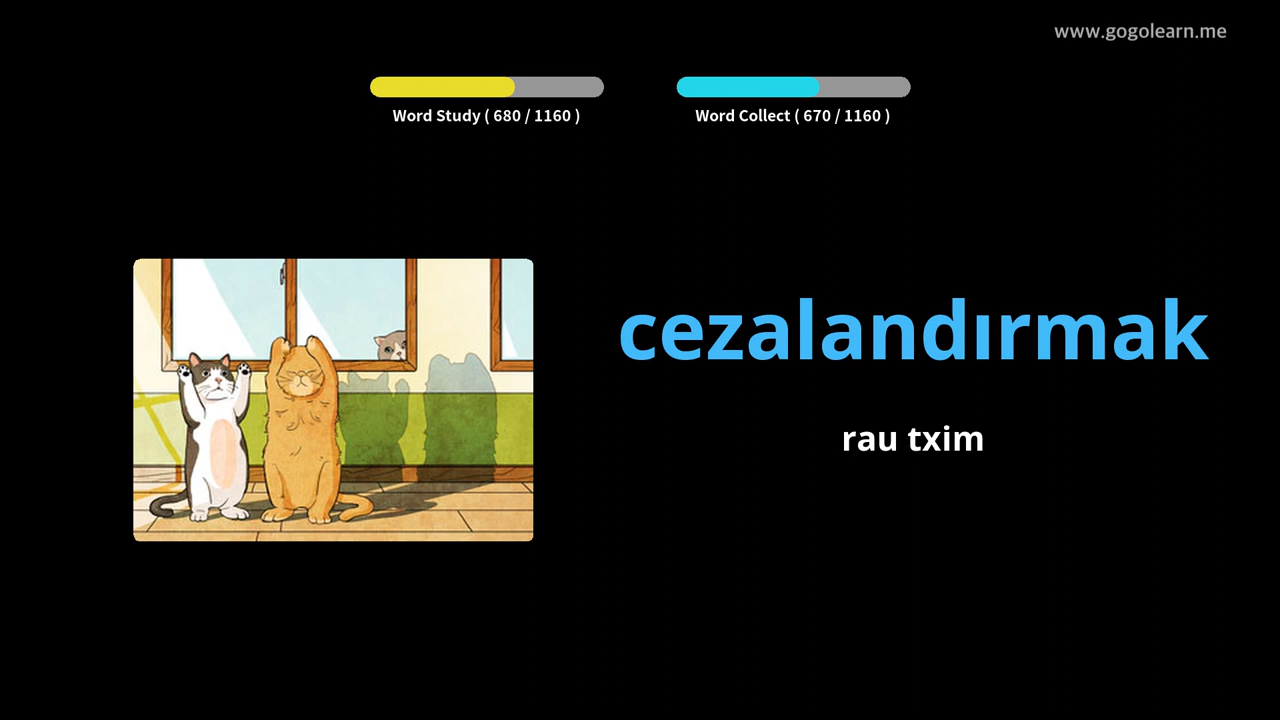 www.gogolearn.me
Word Study ( 680 / 1160 )
Word Collect ( 670 / 1160 )
cezalandırmak
rau txim